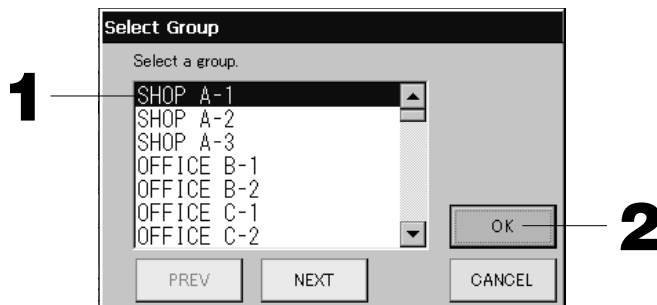 Select Group
Select a group.
1
SHOP A-1
SHOP A-2
SHOP A-3
OFFICE B-1
OFFICE B-2
OFFICE C-1
OFFICE C-2
OK
2
PREV
NEXT
CANCEL